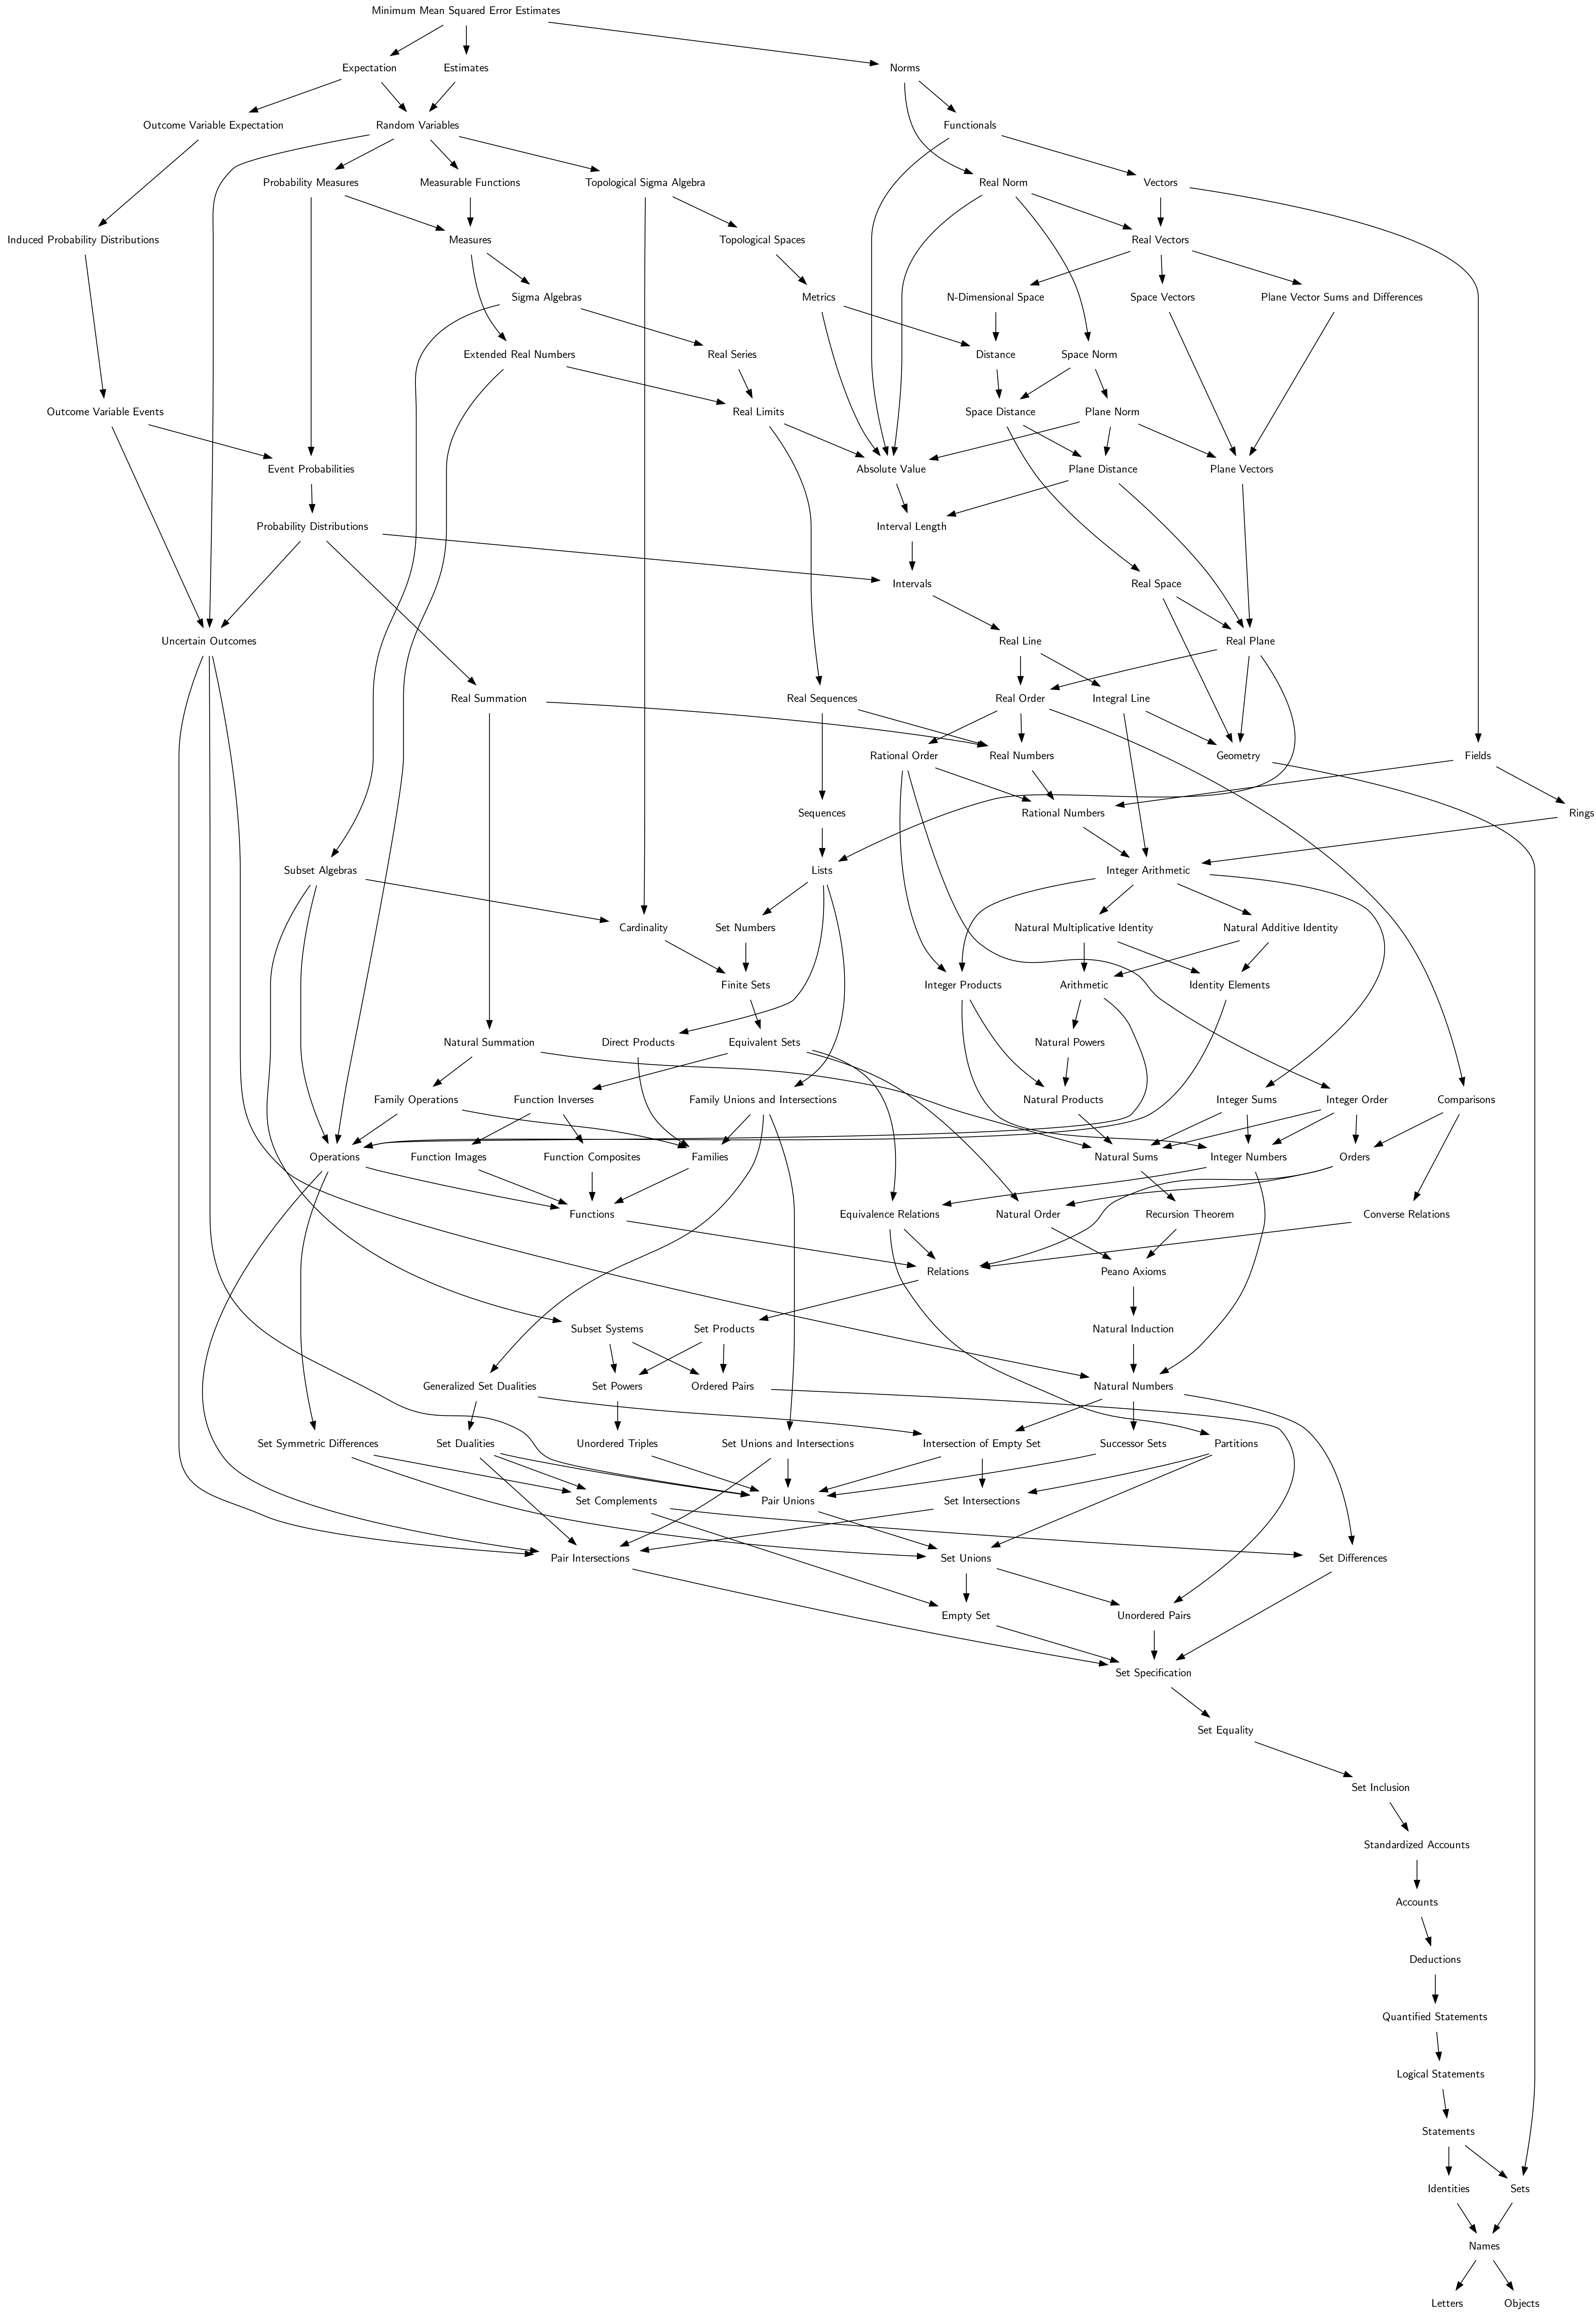 Minimum Mean Squared Error Estimates
Expectation
Estimates
Norms
Outcome Variable Expectation
Random Variables
Functionals
Probability Measures
Measurable Functions
Topological Sigma Algebra
Real Norm
Vectors
Induced Probability Distributions
Measures
Topological Spaces
Real Vectors
Sigma Algebras
Metrics
N-Dimensional Space
Space Vectors
Plane Vector Sums and Differences
Extended Real Numbers
Real Series
Distance
Space Norm
Outcome Variable Events
Real Limits
Space Distance
Plane Norm
Event Probabilities
Absolute Value
Plane Distance
Plane Vectors
Probability Distributions
Interval Length
Intervals
Real Space
Uncertain Outcomes
Real Line
Real Plane
Real Summation
Real Sequences
Real Order
Integral Line
Rational Order
Real Numbers
Geometry
Fields
Sequences
Rational Numbers
Rings
Subset Algebras
Lists
Integer Arithmetic
Cardinality
Set Numbers
Natural Multiplicative Identity
Natural Additive Identity
Finite Sets
Integer Products
Arithmetic
Identity Elements
Natural Summation
Direct Products
Equivalent Sets
Natural Powers
Family Operations
Function Inverses
Family Unions and Intersections
Natural Products
Integer Sums
Integer Order
Comparisons
Operations
Function Images
Function Composites
Families
Natural Sums
Integer Numbers
Orders
Functions
Equivalence Relations
Natural Order
Recursion Theorem
Converse Relations
Relations
Peano Axioms
Subset Systems
Set Products
Natural Induction
Generalized Set Dualities
Set Powers
Ordered Pairs
Natural Numbers
Set Symmetric Differences
Set Dualities
Unordered Triples
Set Unions and Intersections
Intersection of Empty Set
Successor Sets
Partitions
Set Complements
Pair Unions
Set Intersections
Pair Intersections
Set Unions
Set Differences
Empty Set
Unordered Pairs
Set Specification
Set Equality
Set Inclusion
Standardized Accounts
Accounts
Deductions
Quantified Statements
Logical Statements
Statements
Identities
Sets
Names
Letters
Objects